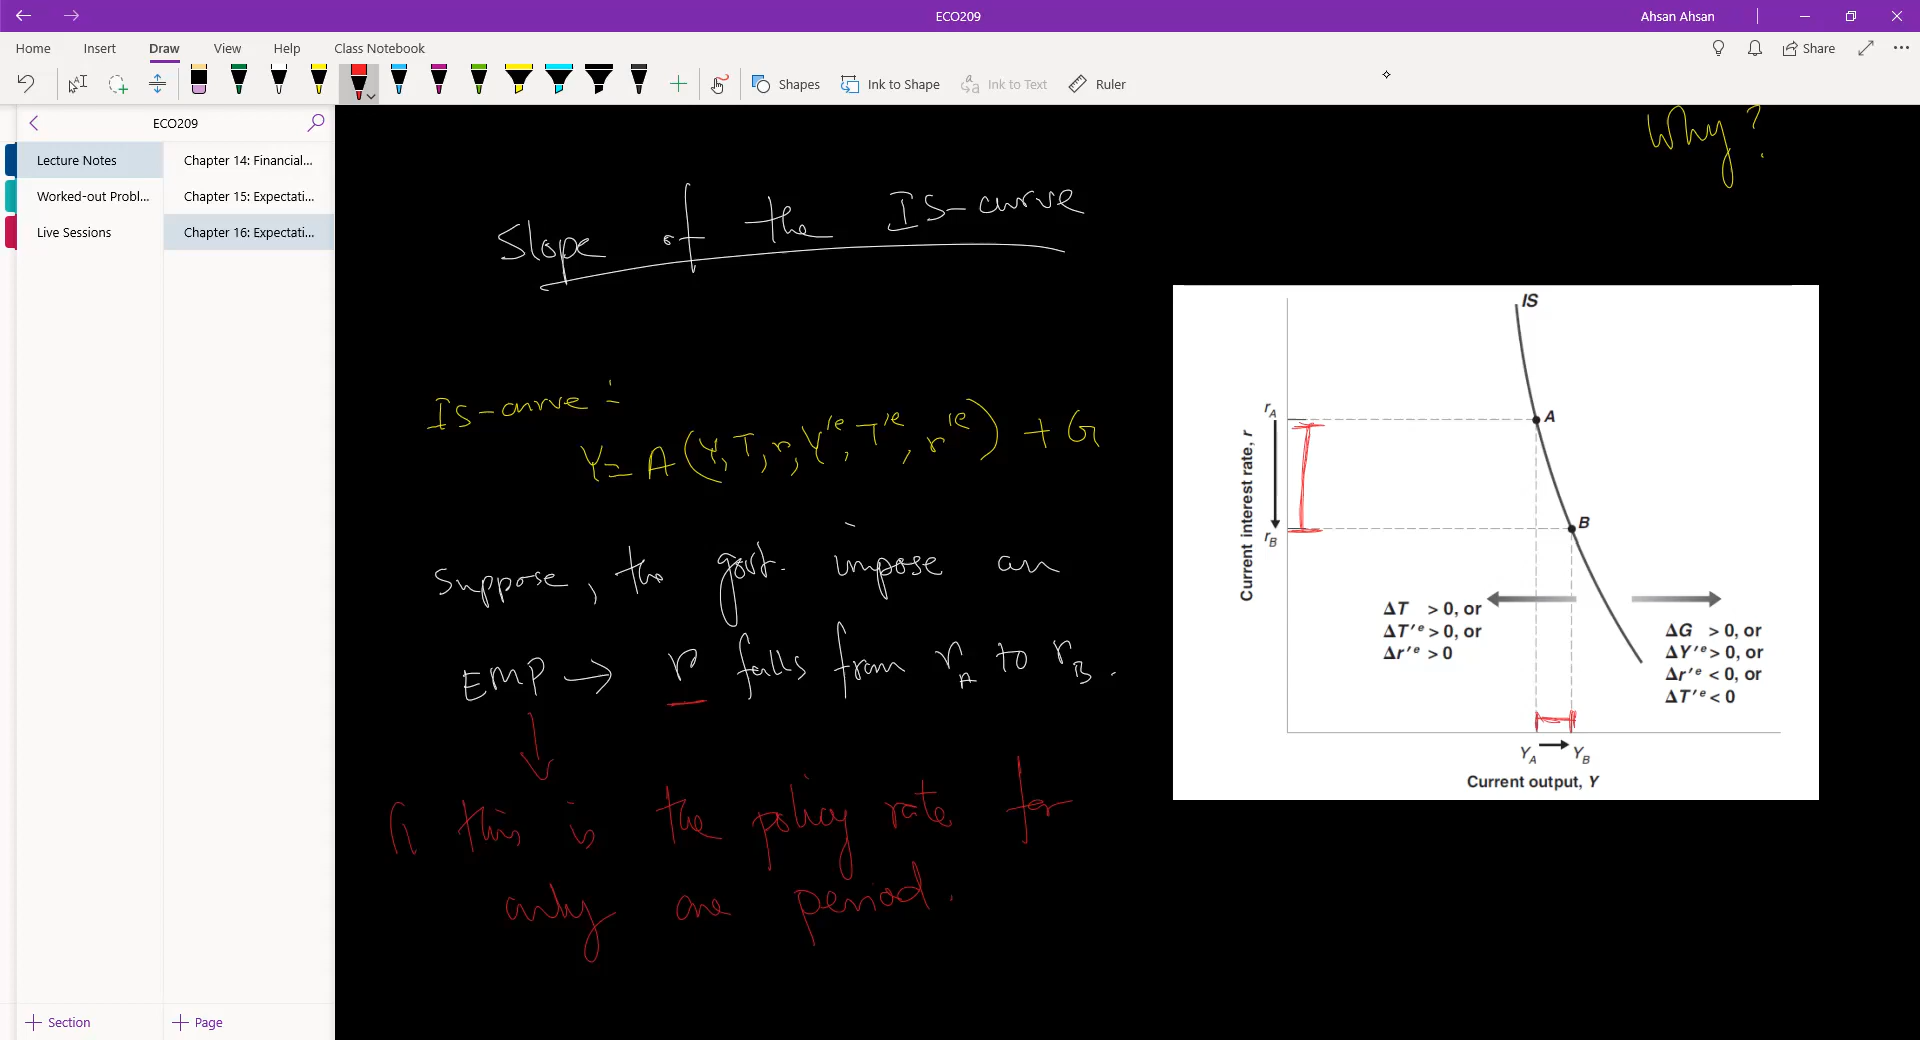 ECO209
Ahsan Ahsan
Home Insert Draw View Help Class Notebook
Share
Shapes Ink to Shape Ink to Text Ruler
ECO209
Lecture Notes
Worked-out Probl...
Live Sessions
Chapter 14: Financial...
Chapter 15: Expectati...
Chapter 16: Expectati...
Section
Page
Why?
Slope of the IS-curve
IS-curve :
Y = A(Y, T, r, Y'e, T'e, r'e) + G
Suppose, the govt. impose an
EMP → r falls from rA to rB.
this is the policy rate for
only one period.
IS
rA
A
rB
B
Current interest rate, r
ΔT > 0, or
ΔT′e > 0, or
Δr′e > 0
ΔG > 0, or
ΔY′e > 0, or
Δr′e < 0, or
ΔT′e < 0
YA → YB
Current output, Y